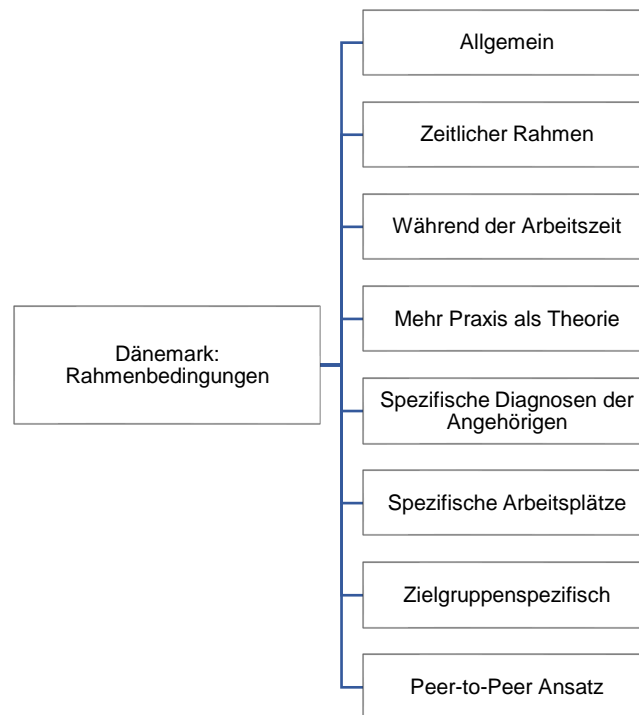 Allgemein
Zeitlicher Rahmen
Während der Arbeitszeit
Mehr Praxis als Theorie
Dänemark:
Rahmenbedingungen
Spezifische Diagnosen der
Angehörigen
Spezifische Arbeitsplätze
Zielgruppenspezifisch
Peer-to-Peer Ansatz